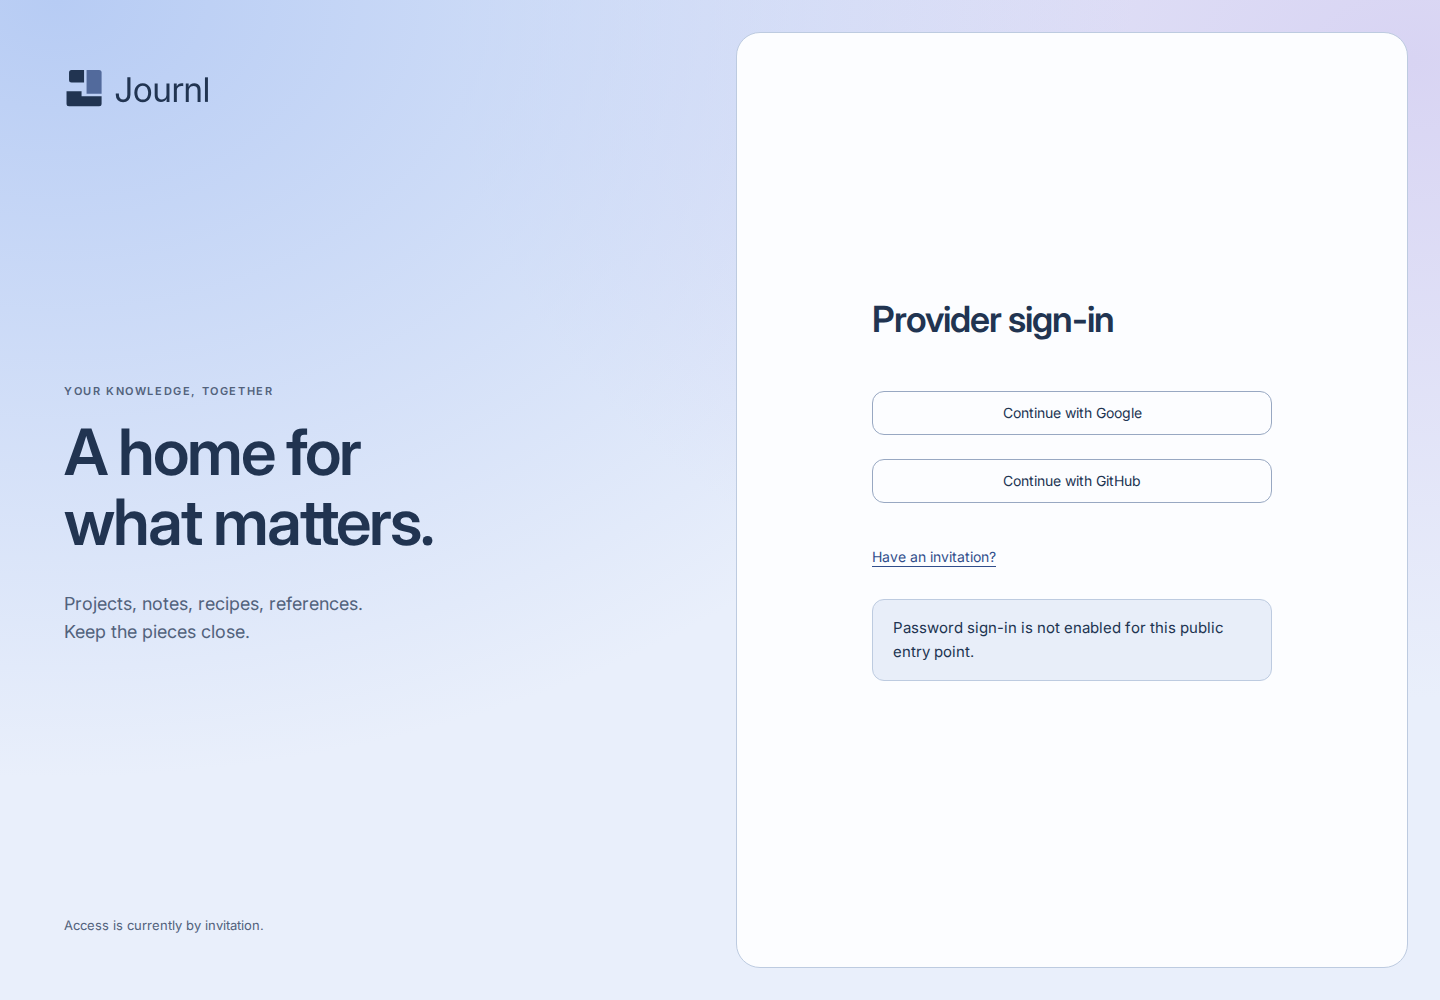 Journl
YOUR KNOWLEDGE, TOGETHER
A home for
what matters.
Projects, notes, recipes, references.
Keep the pieces close.
Access is currently by invitation.
Provider sign-in
Continue with Google
Continue with GitHub
Have an invitation?
Password sign-in is not enabled for this public
entry point.